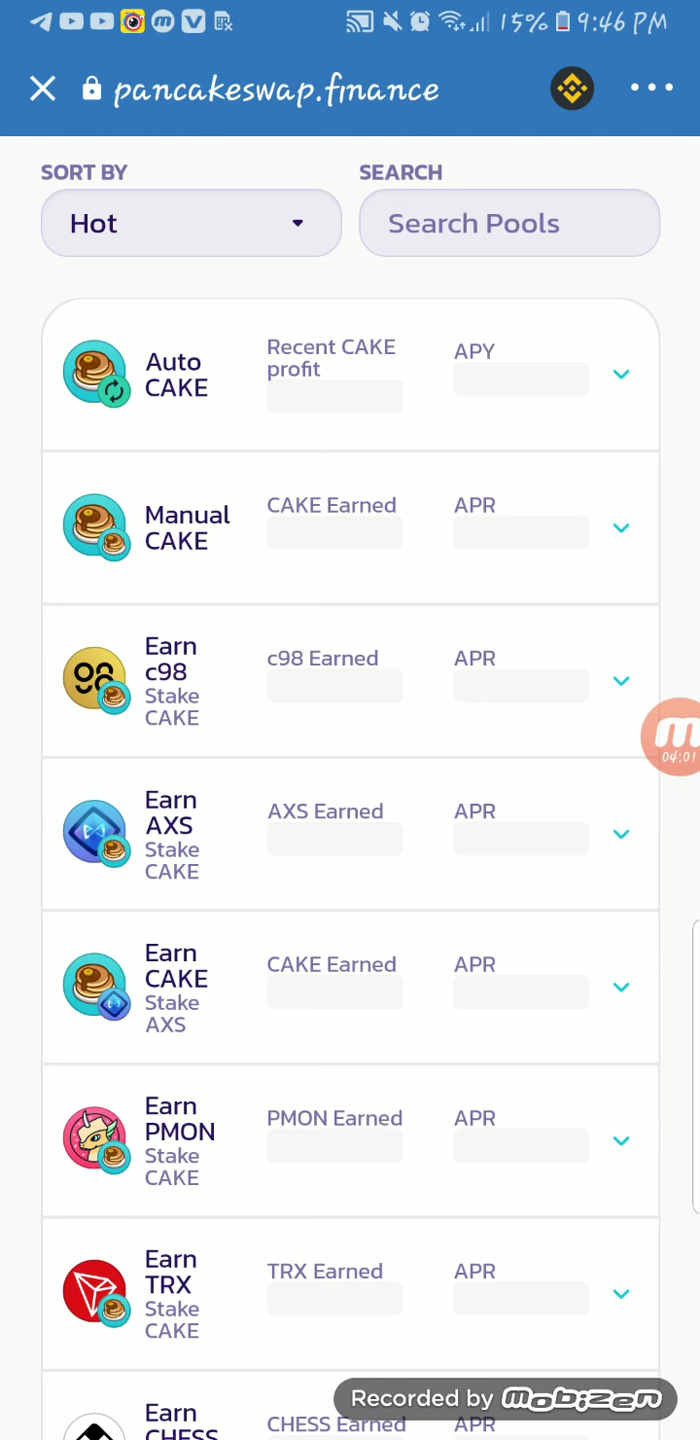 15% 9:46 PM
pancakeswap.finance
SORT BY
SEARCH
Hot
Search Pools
Auto
CAKE
Recent CAKE
profit
APY
Manual
CAKE
CAKE Earned
APR
Earn
c98
Stake
CAKE
c98 Earned
APR
Earn
AXS
Stake
CAKE
AXS Earned
APR
Earn
CAKE
Stake
AXS
CAKE Earned
APR
Earn
PMON
Stake
CAKE
PMON Earned
APR
Earn
TRX
Stake
CAKE
TRX Earned
APR
Earn
CHESS
CHESS Earned
APR
m
04:01
Recorded by mobizen